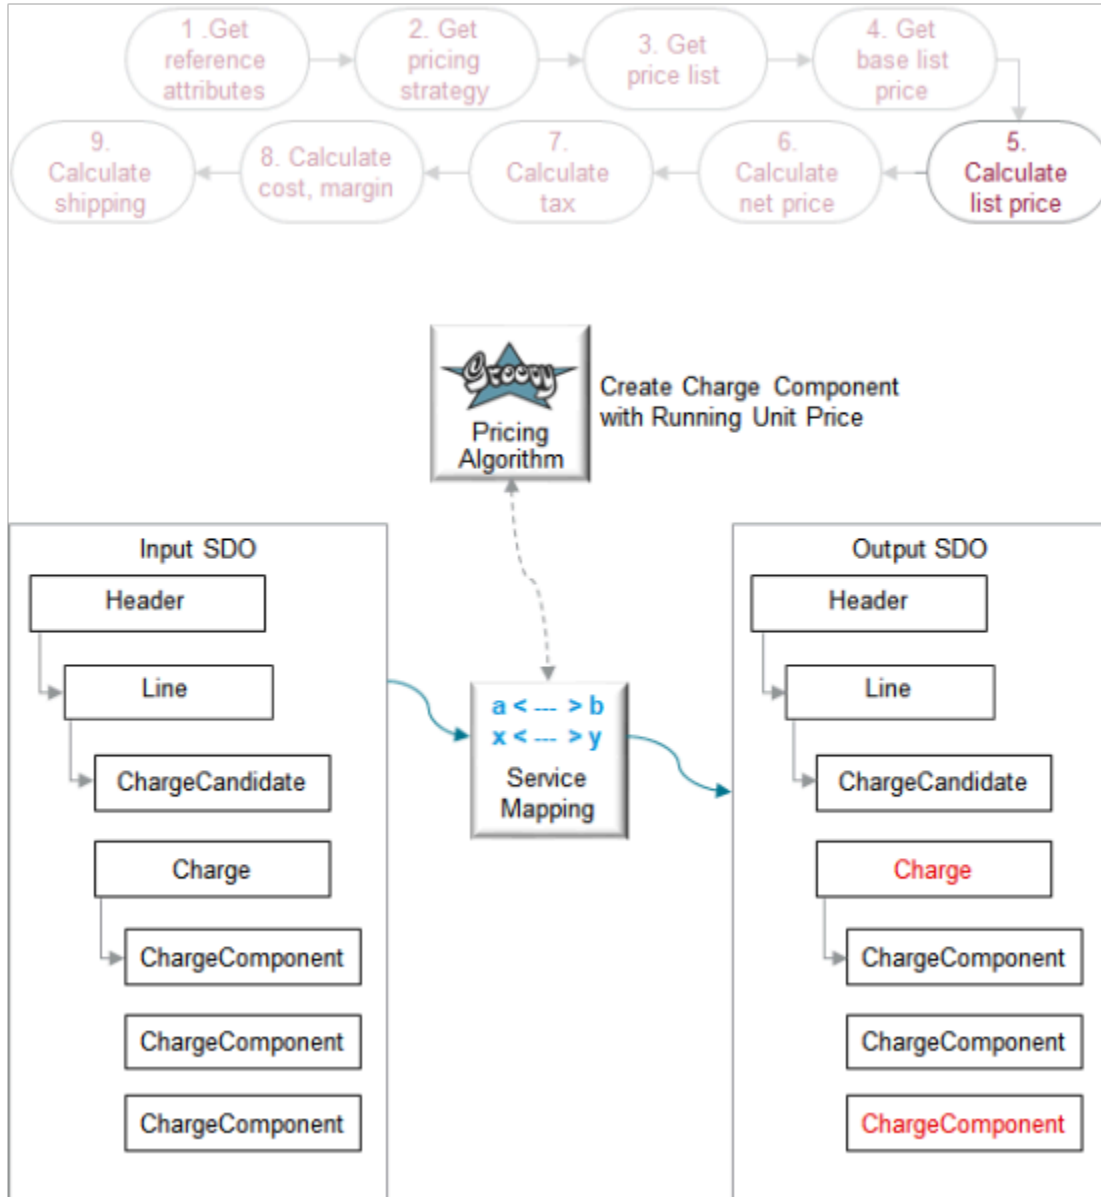 1 .Get
reference
attributes
2. Get
pricing
strategy
3. Get
price list
4. Get
base list
price
5.
Calculate
list price
6.
Calculate
net price
7.
Calculate
tax
8. Calculate
cost, margin
9.
Calculate
shipping
Groovy
Pricing
Algorithm
Create Charge Component
with Running Unit Price
Input SDO
Header
Line
ChargeCandidate
Charge
ChargeComponent
ChargeComponent
ChargeComponent
a < --- > b
x < --- > y
Service
Mapping
Output SDO
Header
Line
ChargeCandidate
Charge
ChargeComponent
ChargeComponent
ChargeComponent